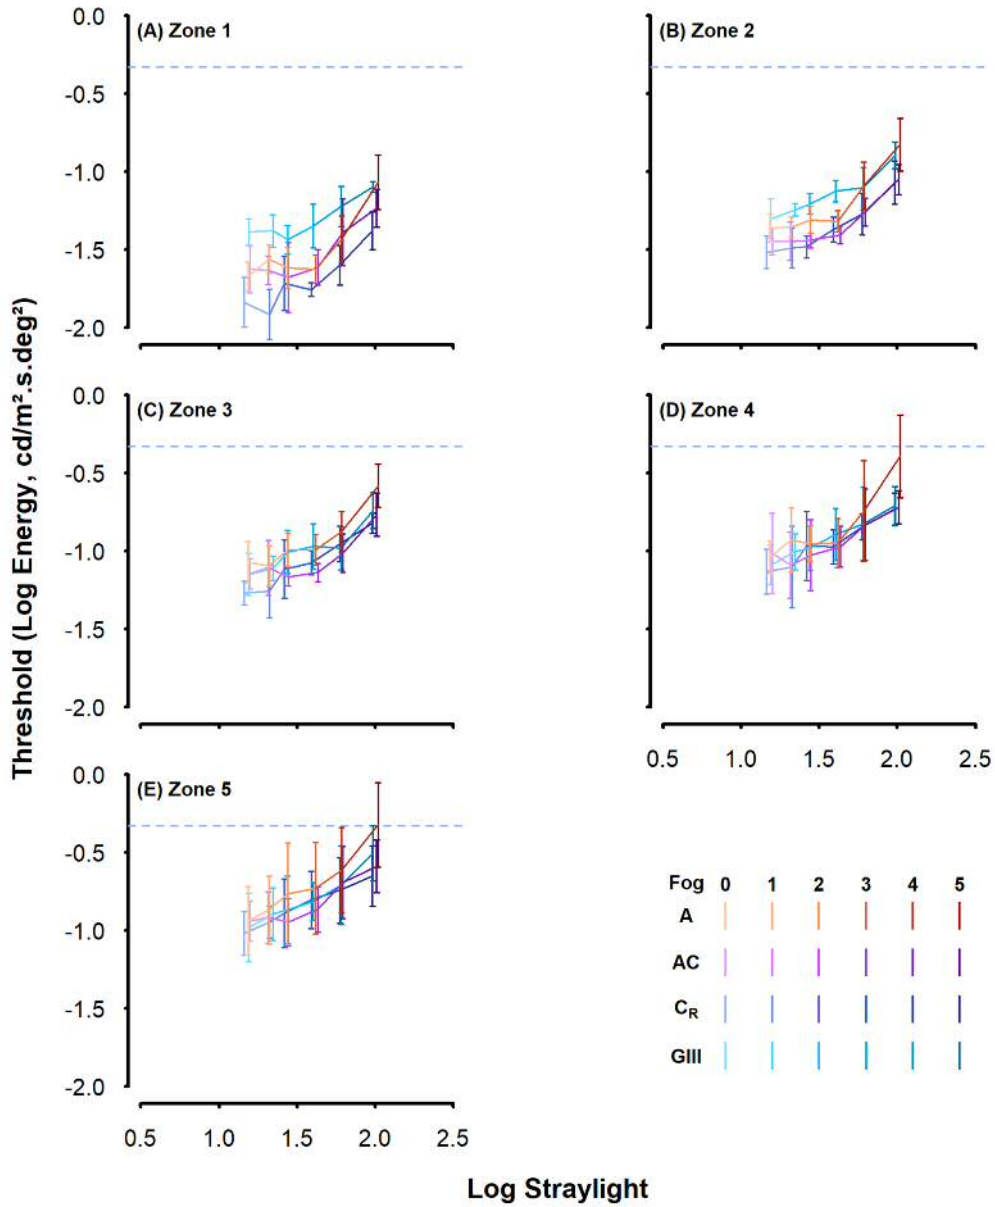 Threshold (Log Energy, cd/m².s.deg²)
(A) Zone 1
0.0
-0.5
-1.0
-1.5
-2.0
(B) Zone 2
(C) Zone 3
0.0
-0.5
-1.0
-1.5
-2.0
(D) Zone 4
0.5 1.0 1.5 2.0 2.5
(E) Zone 5
0.0
-0.5
-1.0
-1.5
-2.0
0.5 1.0 1.5 2.0 2.5
Fog 0 1 2 3 4 5
A
AC
C_R
GIII
Log Straylight